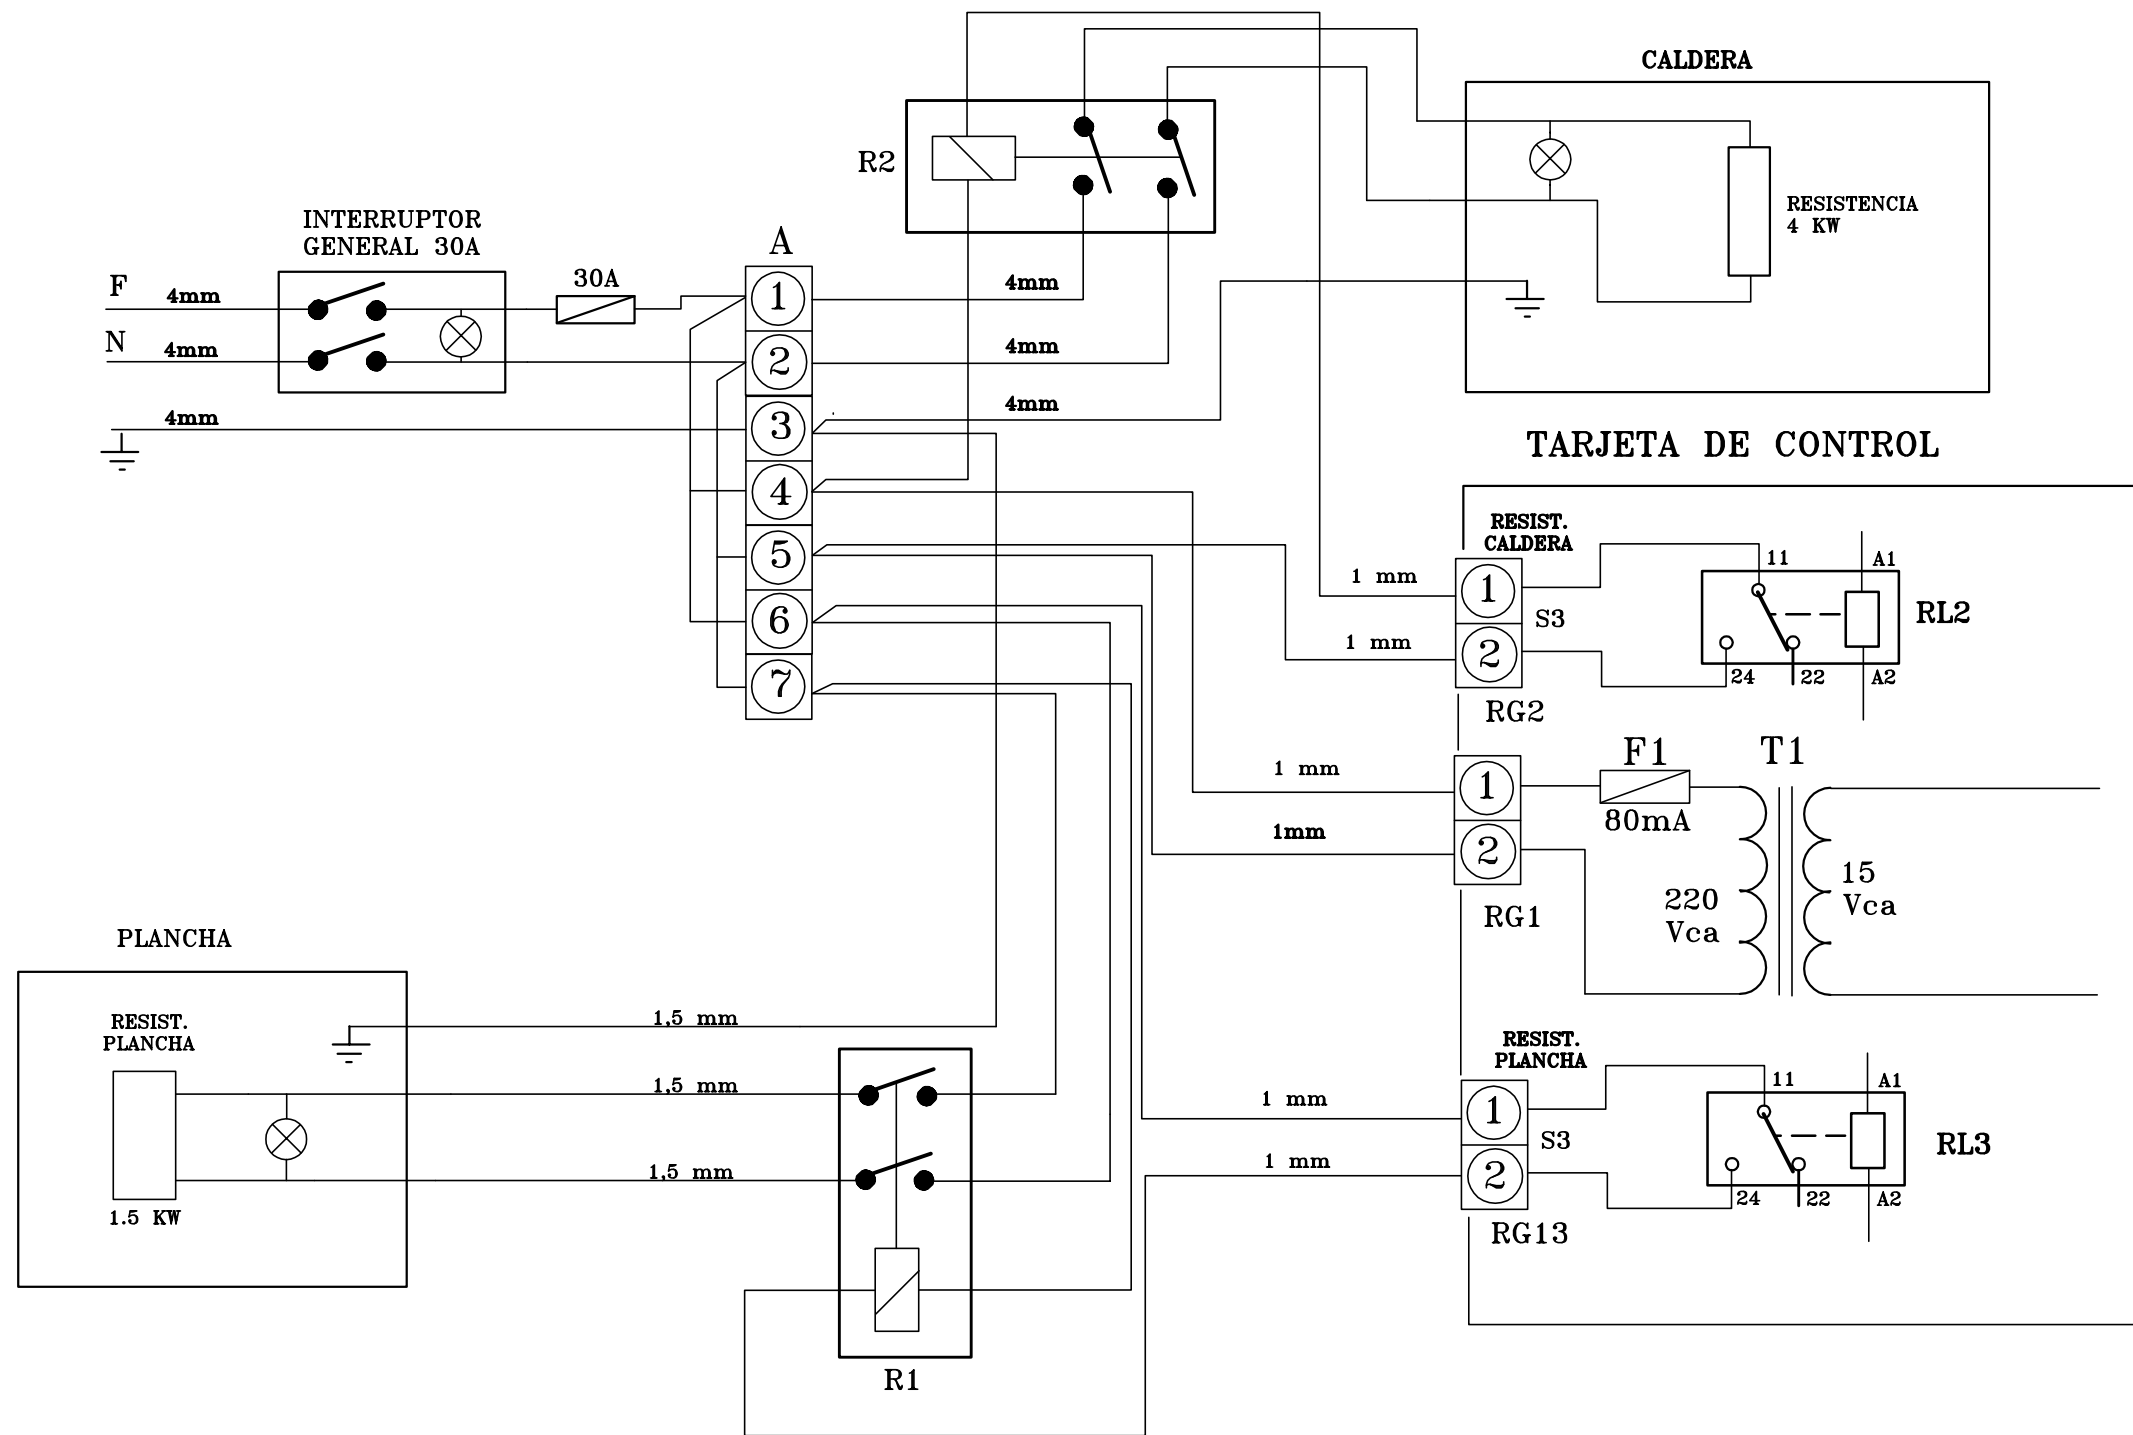 CALDERA
R2
RESISTENCIA
4 KW
INTERRUPTOR
GENERAL 30A
A
F
4mm
30A
N
4mm
4mm
1
2
3
4
5
6
7
4mm
4mm
4mm
TARJETA DE CONTROL
RESIST.
CALDERA
1 mm
1 mm
1
2
S3
RG2
11
A1
RL2
24
22
A2
1 mm
1mm
1
2
RG1
F1
80mA
T1
220
Vca
15
Vca
PLANCHA
RESIST.
PLANCHA
1.5 KW
1,5 mm
1,5 mm
1,5 mm
R1
RESIST.
PLANCHA
1 mm
1 mm
1
2
S3
RG13
11
A1
RL3
24
22
A2